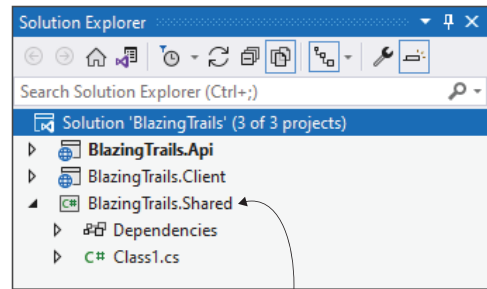 Solution Explorer
Search Solution Explorer (Ctrl+;)
Solution 'BlazingTrails' (3 of 3 projects)
BlazingTrails.Api
BlazingTrails.Client
C# BlazingTrails.Shared
Dependencies
C# Class1.cs